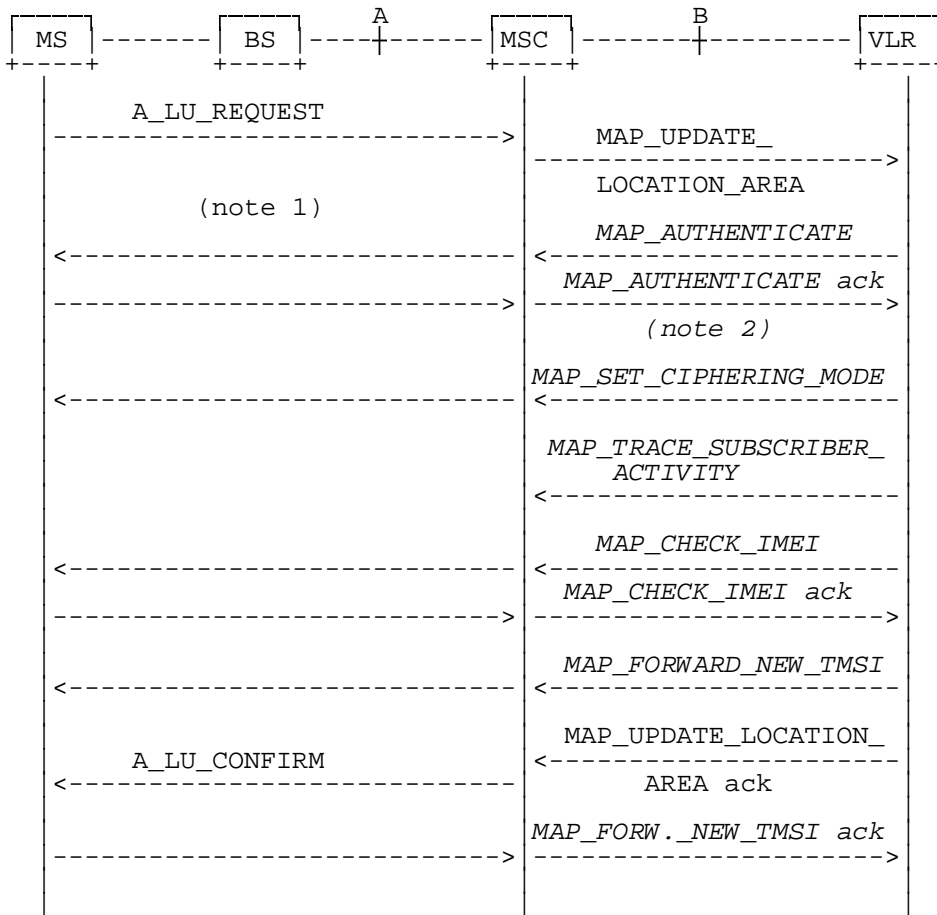 A B
MS BS MSC VLR
A_LU_REQUEST
MAP_UPDATE_
LOCATION_AREA
(note 1)
MAP_AUTHENTICATE
MAP_AUTHENTICATE ack
(note 2)
MAP_SET_CIPHERING_MODE
MAP_TRACE_SUBSCRIBER_
ACTIVITY
MAP_CHECK_IMEI
MAP_CHECK_IMEI ack
MAP_FORWARD_NEW_TMSI
MAP_UPDATE_LOCATION_
A_LU_CONFIRM
AREA ack
MAP_FORW._NEW_TMSI ack